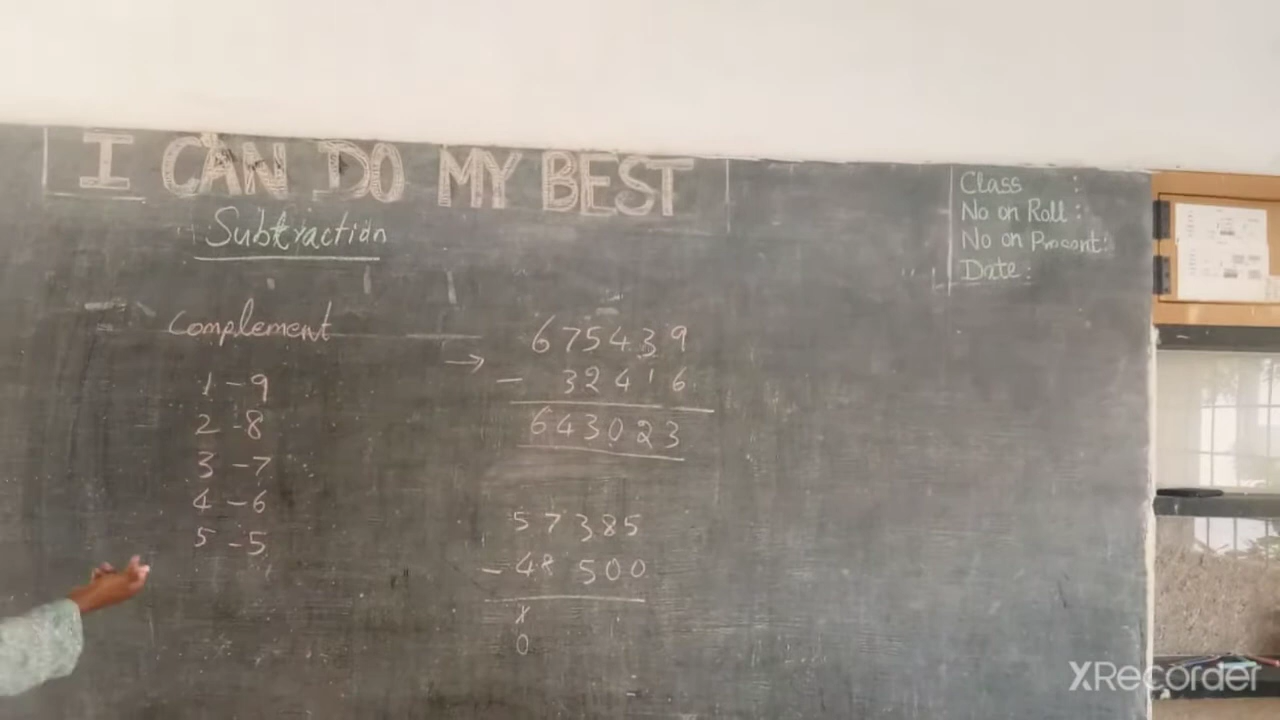 I CAN DO MY BEST
Subtraction
Complement
1 - 9
2 - 8
3 - 7
4 - 6
5 - 5
→ 675439
- 32416
643023
57385
- 48500
x
0
Class :
No on Roll :
No on Present:
Date :
XRecorder